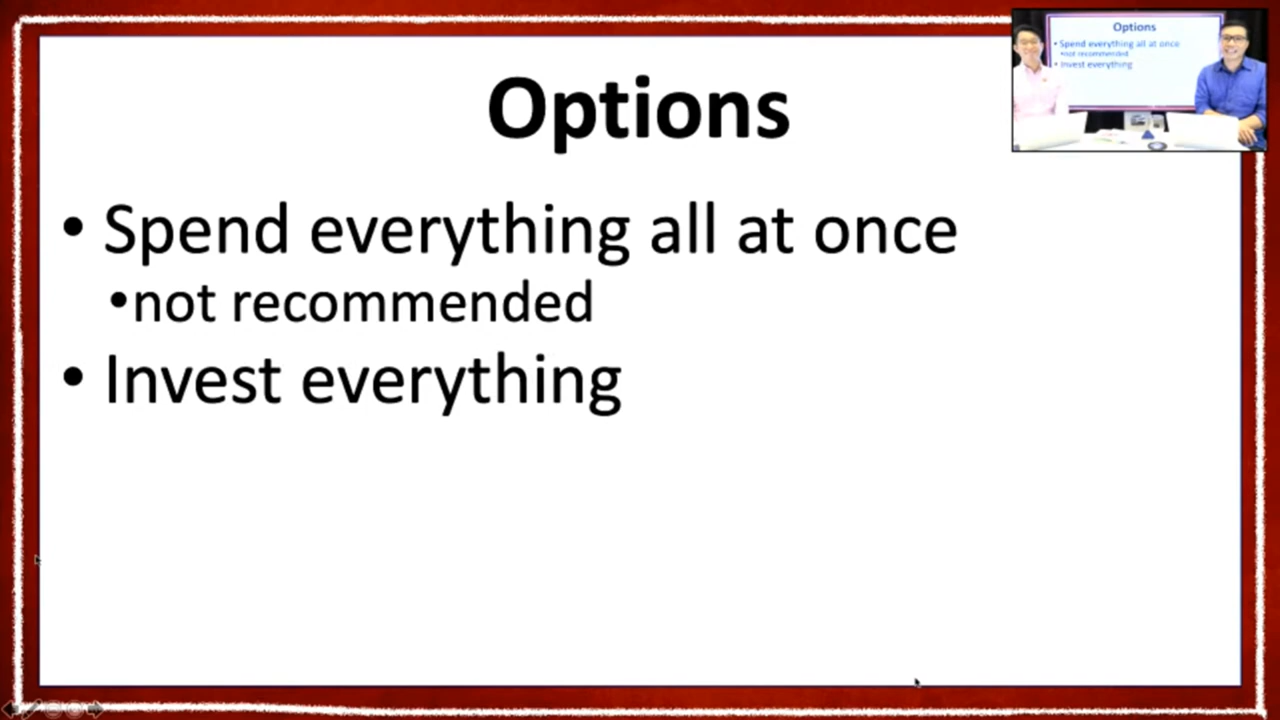 Options
• Spend everything all at once
•not recommended
• Invest everything
Options
• Spend everything all at once
•not recommended
• Invest everything